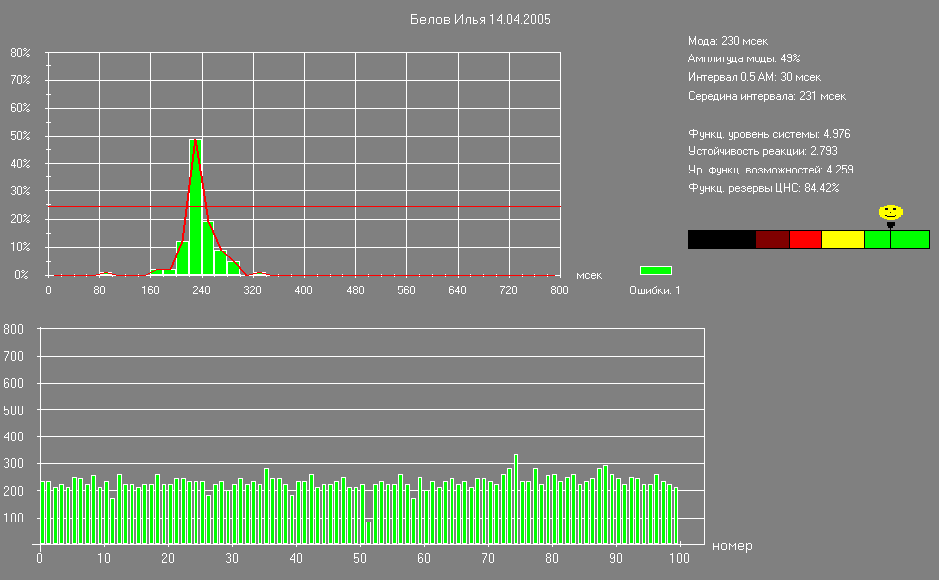 Белов Илья 14.04.2005
Мода: 230 мсек
Амплитуда моды: 49%
Интервал 0.5 АМ: 30 мсек
Середина интервала: 231 мсек
Функц. уровень системы: 4.976
Устойчивость реакции: 2.793
Ур. функц. возможностей: 4.259
Функц. резервы ЦНС: 84.42%
80%
70%
60%
50%
40%
30%
20%
10%
0%
0 80 160 240 320 400 480 560 640 720 800
мсек
Ошибки: 1
800
700
600
500
400
300
200
100
0 10 20 30 40 50 60 70 80 90 100
номер